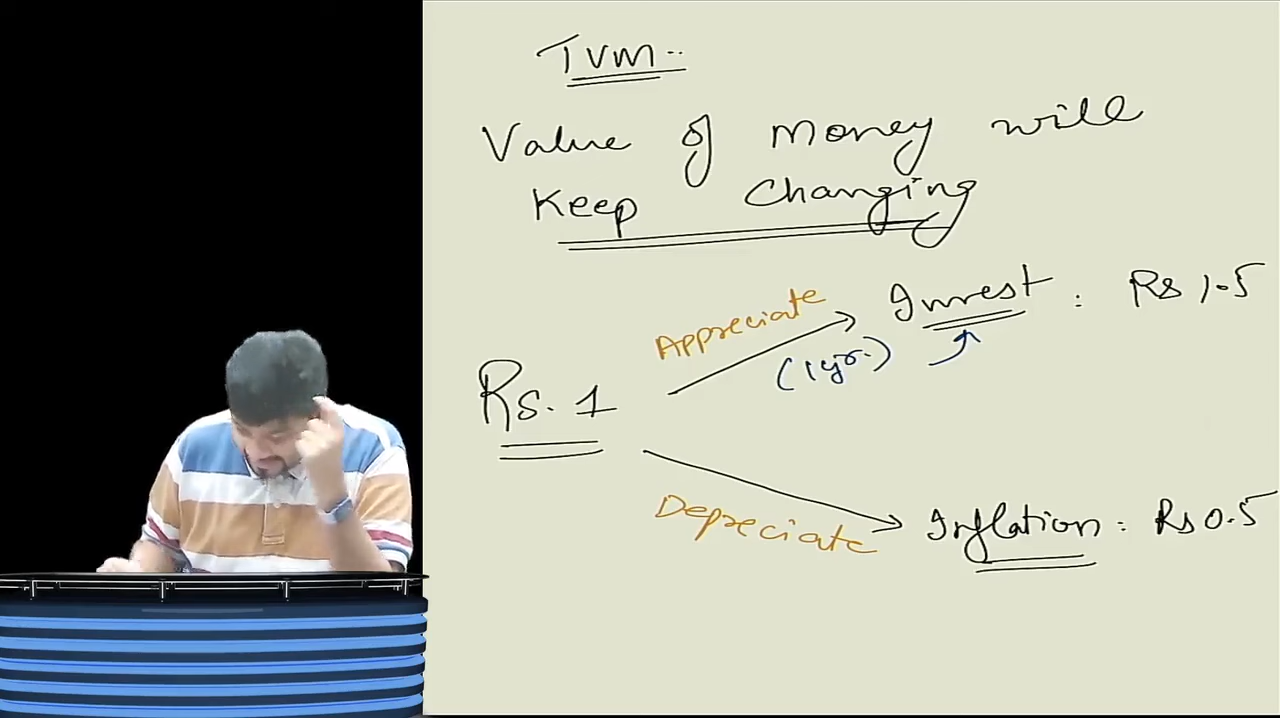 TVM..
Value of money will
Keep Changing
Appreciate
Invest : Rs 1.5
(1yr.)
Rs. 1
Depreciate
Inflation : Rs 0.5